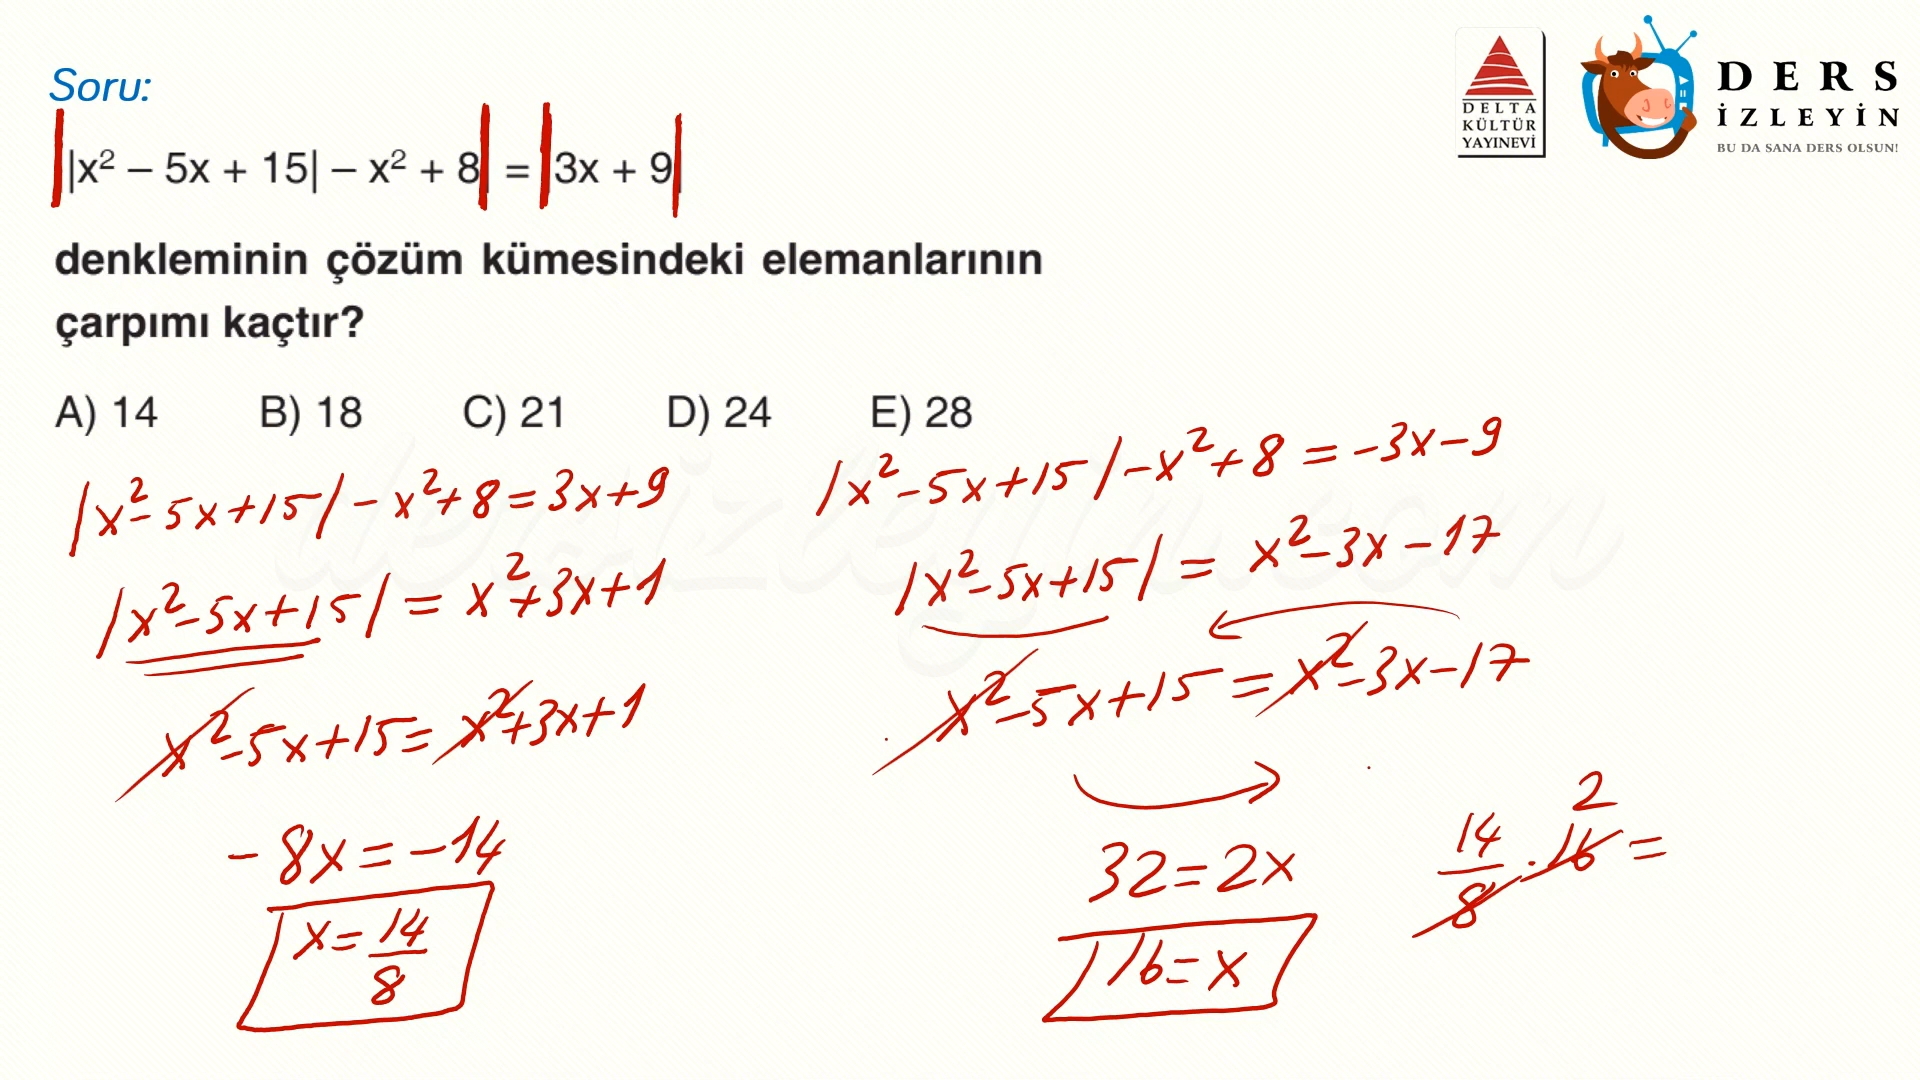 Soru:
DELTA
KÜLTÜR
YAYINEVİ
DERS
İZLEYİN
BU DA SANA DERS OLSUN!
||x² – 5x + 15| – x² + 8| = |3x + 9|
denkleminin çözüm kümesindeki elemanlarının
çarpımı kaçtır?
A) 14 B) 18 C) 21 D) 24 E) 28
|x²-5x+15|-x²+8=3x+9
|x²-5x+15|=x²+3x+1
x²-5x+15=x²+3x+1
-8x=-14
x=14/8
|x²-5x+15|-x²+8=-3x-9
|x²-5x+15|=x²-3x-17
x²-5x+15=x²-3x-17
32=2x
16=x
2
14/8·16=
dersizleyin.com